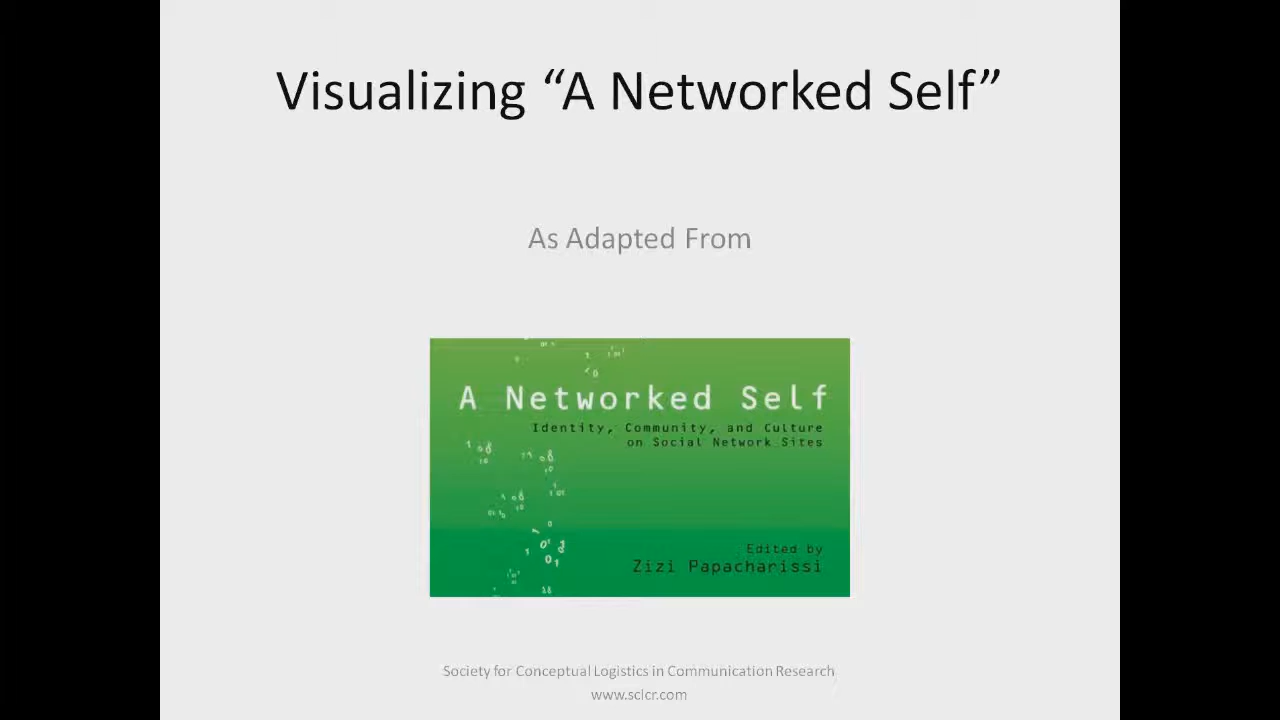 Visualizing “A Networked Self”
As Adapted From
A Networked Self
Identity, Community, and Culture
on Social Network Sites
Edited by
Zizi Papacharissi
Society for Conceptual Logistics in Communication Research
www.sclcr.com